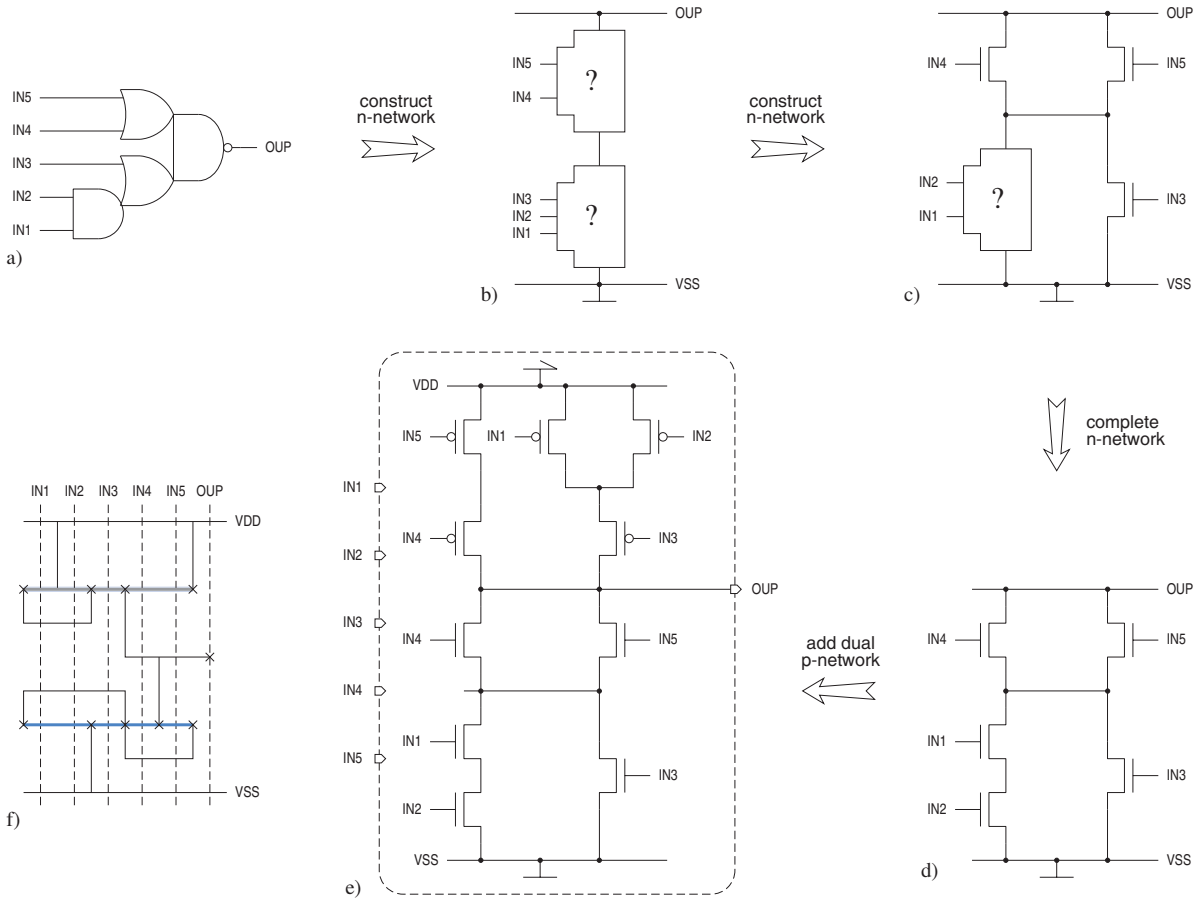 IN5
IN4
IN3
IN2
IN1
OUP
a)
construct
n-network
OUP
IN5
IN4
?
IN3
IN2
IN1
?
VSS
b)
construct
n-network
OUP
IN4
IN5
IN2
IN1
?
IN3
VSS
c)
complete
n-network
OUP
IN4
IN5
IN1
IN2
IN3
VSS
d)
add dual
p-network
VDD
IN5
IN1
IN2
IN4
IN3
IN1
IN2
IN3
IN4
IN5
OUP
IN4
IN5
IN1
IN2
IN3
VSS
e)
IN1 IN2 IN3 IN4 IN5 OUP
VDD
VSS
f)